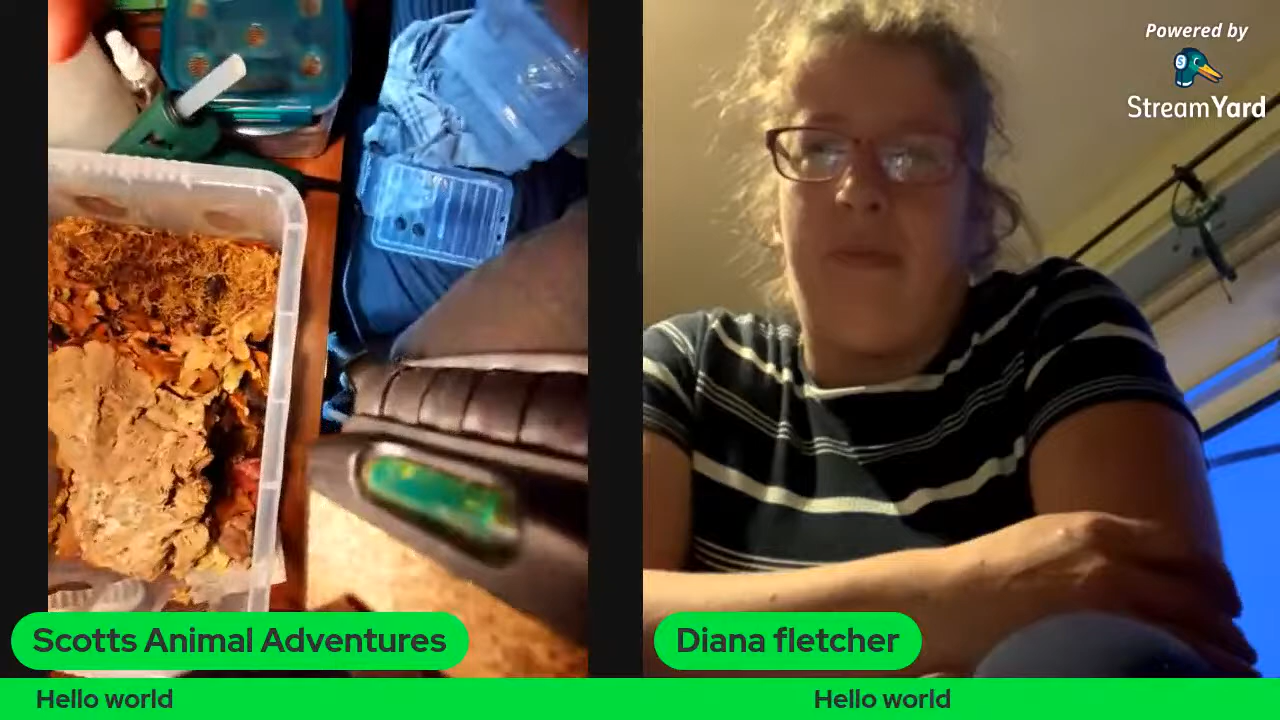 Powered by
StreamYard
Scotts Animal Adventures
Diana fletcher
Hello world
Hello world